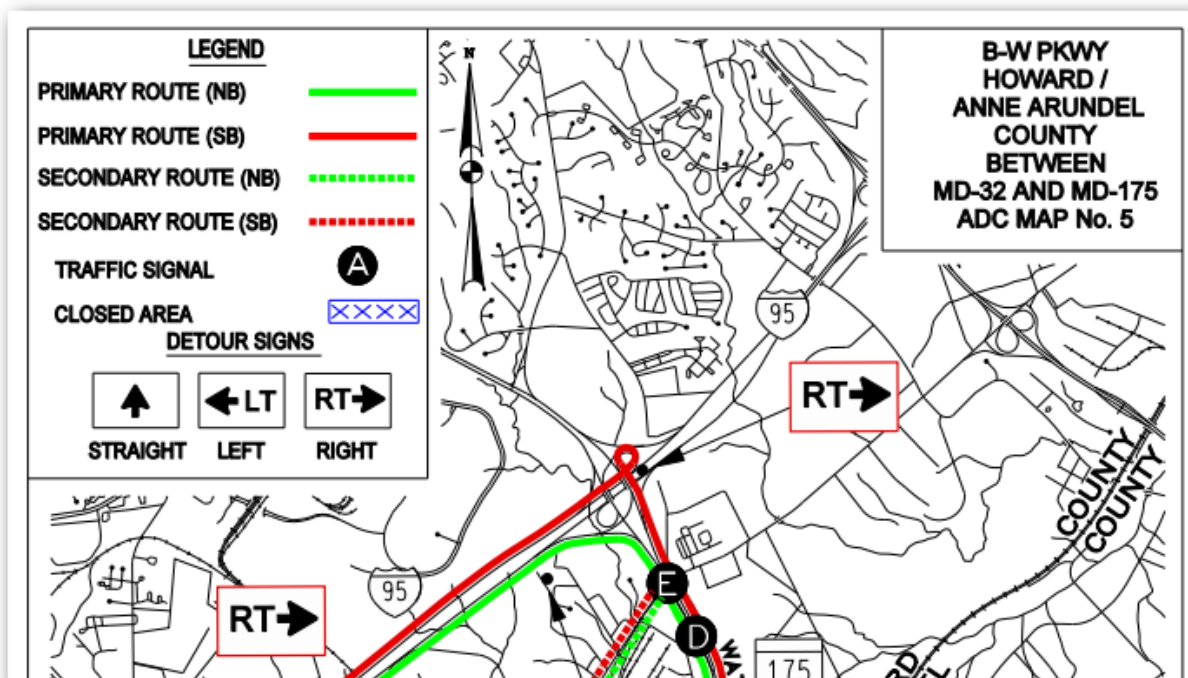 LEGEND
PRIMARY ROUTE (NB)
PRIMARY ROUTE (SB)
SECONDARY ROUTE (NB)
SECONDARY ROUTE (SB)
TRAFFIC SIGNAL A
CLOSED AREA
DETOUR SIGNS
LT RT
STRAIGHT LEFT RIGHT
N
B-W PKWY
HOWARD /
ANNE ARUNDEL
COUNTY
BETWEEN
MD-32 AND MD-175
ADC MAP No. 5
95
RT
COUNTY
COUNTY
95
E
RT
D
175